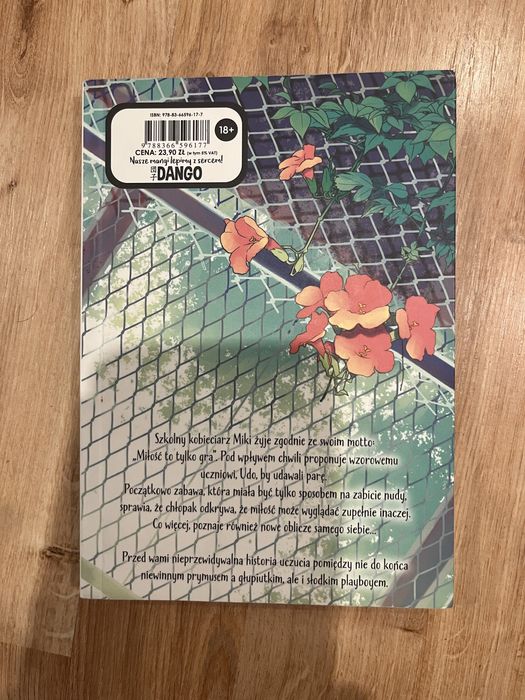 ISBN: 978-83-66596-17-7
9 788366 596177
18+
CENA: 23,90 ZŁ (w tym 5% VAT)
Nasze mangi lepimy z sercem!
団子 DANGO
Szkolny kobieciarz Miki żyje zgodnie ze swoim motto:
„Miłość to tylko gra”. Pod wpływem chwili proponuje wzorowemu
uczniowi, Udo, by udawali parę.
Początkowo zabawa, która miała być tylko sposobem na zabicie nudy,
sprawia, że chłopak odkrywa, że miłość może wyglądać zupełnie inaczej.
Co więcej, poznaje również nowe oblicze samego siebie...
Przed wami nieprzewidywalna historia uczucia pomiędzy nie do końca
niewinnym prymusem a głupiutkim, ale i słodkim playboyem.